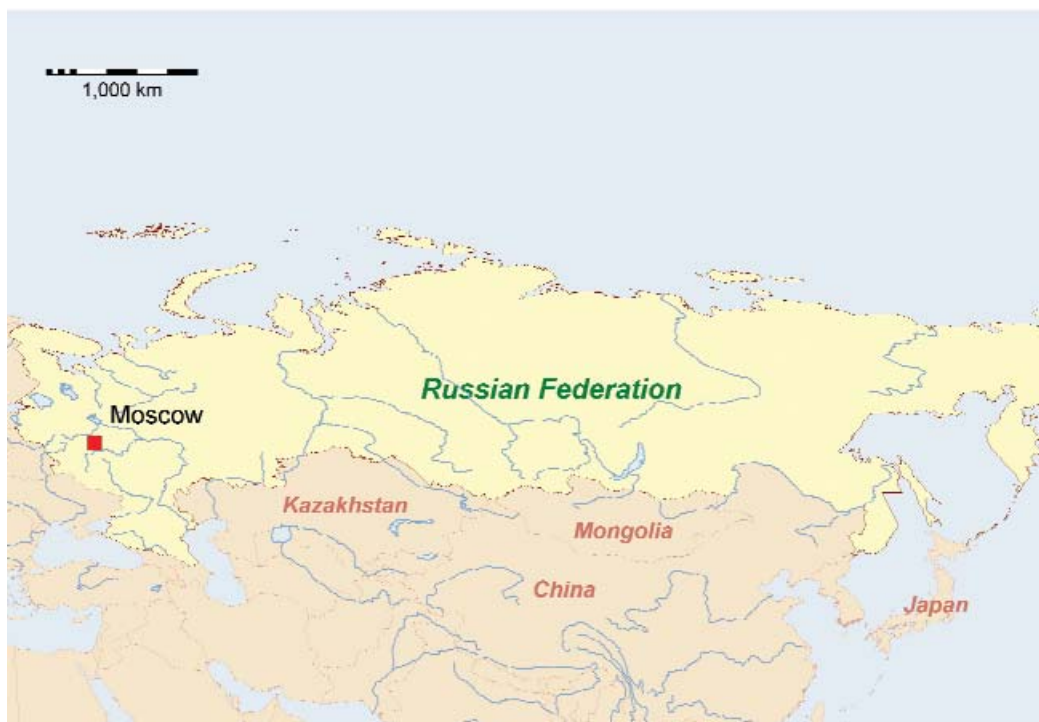 1,000 km
Russian Federation
Moscow
Kazakhstan
Mongolia
China
Japan